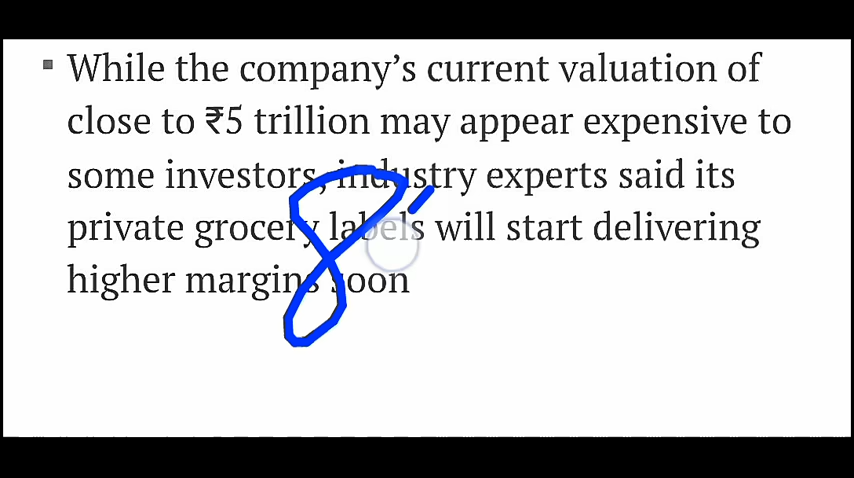 ▪ While the company’s current valuation of
close to ₹5 trillion may appear expensive to
some investors, industry experts said its
private grocery labels will start delivering
higher margins soon
8